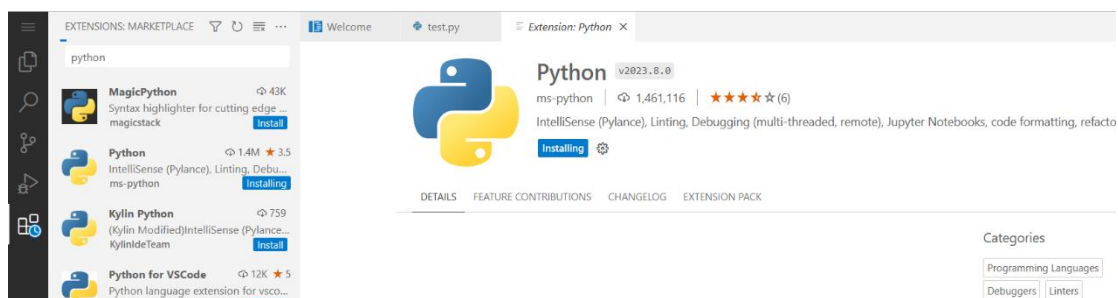 EXTENSIONS: MARKETPLACE
python
MagicPython 43K
Syntax highlighter for cutting edge ...
magicstack Install
Python 1.4M ★ 3.5
IntelliSense (Pylance), Linting, Debu...
ms-python Installing
Kylin Python 759
(Kylin Modified)IntelliSense (Pylance...
KylinIdeTeam Install
Python for VSCode 12K ★ 5
Python language extension for vsco...
Welcome test.py Extension: Python
Python v2023.8.0
ms-python 1,461,116 (6)
IntelliSense (Pylance), Linting, Debugging (multi-threaded, remote), Jupyter Notebooks, code formatting, refacto
Installing
DETAILS FEATURE CONTRIBUTIONS CHANGELOG EXTENSION PACK
Categories
Programming Languages
Debuggers Linters